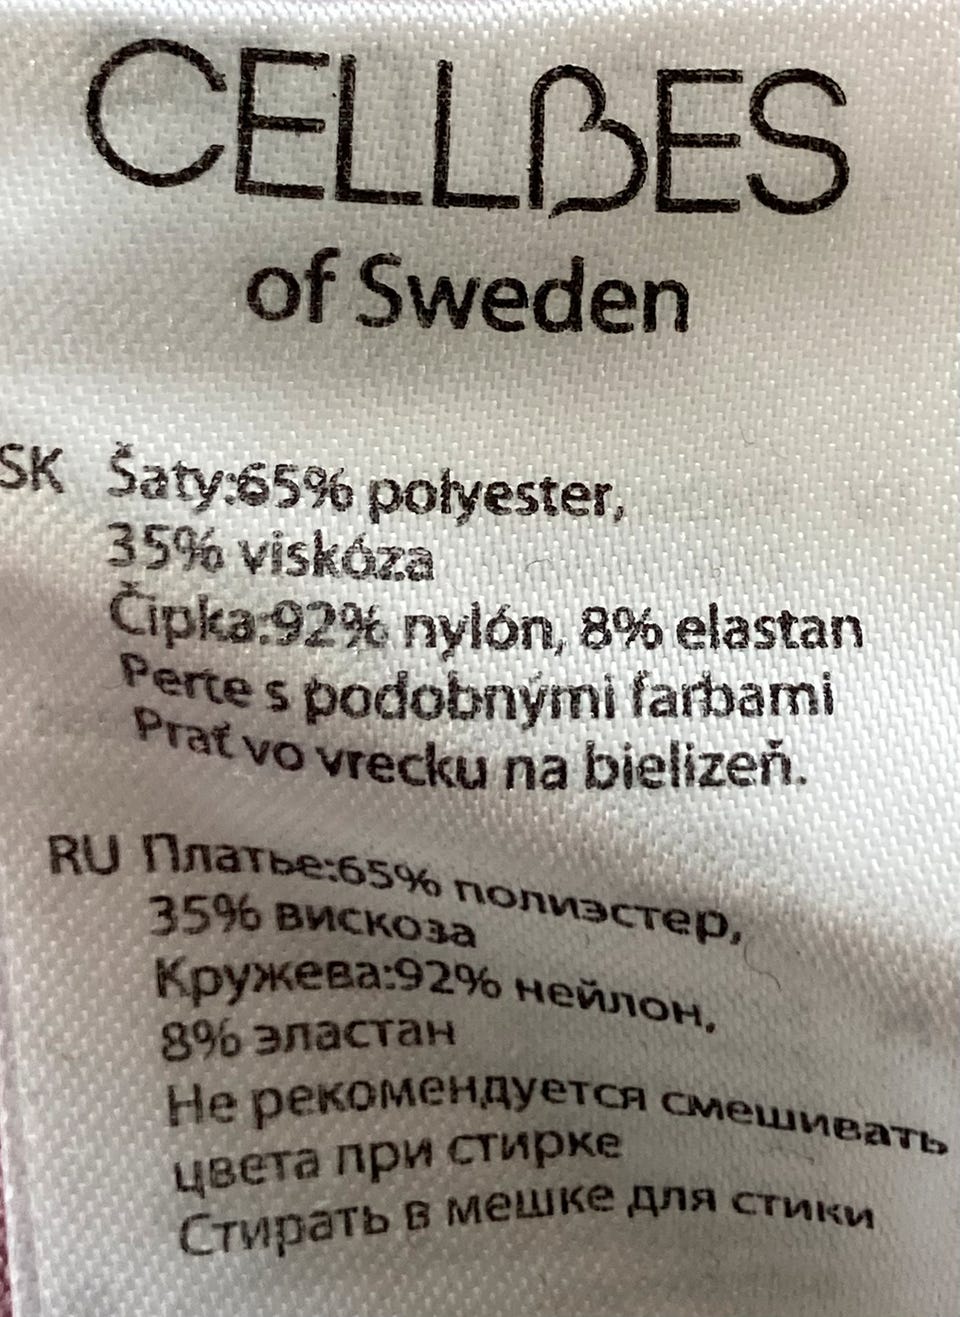 CELLBES
of Sweden
SK Šaty:65% polyester,
35% viskóza
Čipka:92% nylón, 8% elastan
Perte s podobnými farbami
Prať vo vrecku na bielizeň.
RU Платье:65% полиэстер,
35% вискоза
Кружева:92% нейлон,
8% эластан
Не рекомендуется смешивать
цвета при стирке
Стирать в мешке для стики